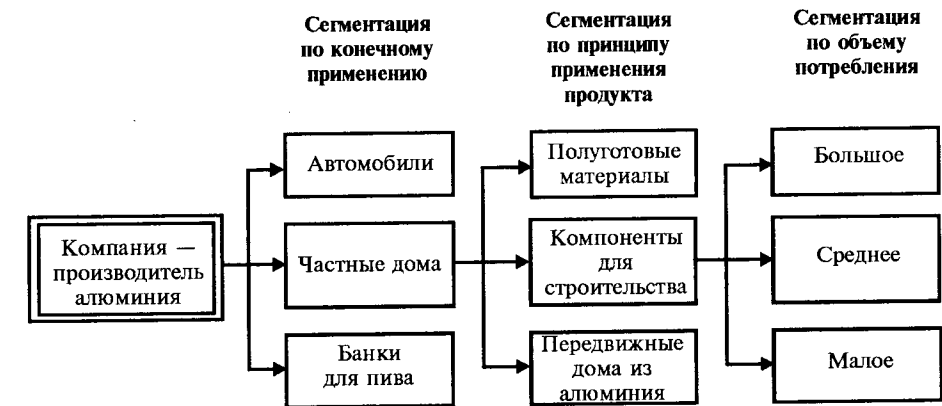 Сегментация
по конечному
применению
Сегментация
по принципу
применения
продукта
Сегментация
по объему
потребления
Компания —
производитель
алюминия
Автомобили
Частные дома
Банки
для пива
Полуготовые
материалы
Компоненты
для
строительства
Передвижные
дома из
алюминия
Большое
Среднее
Малое